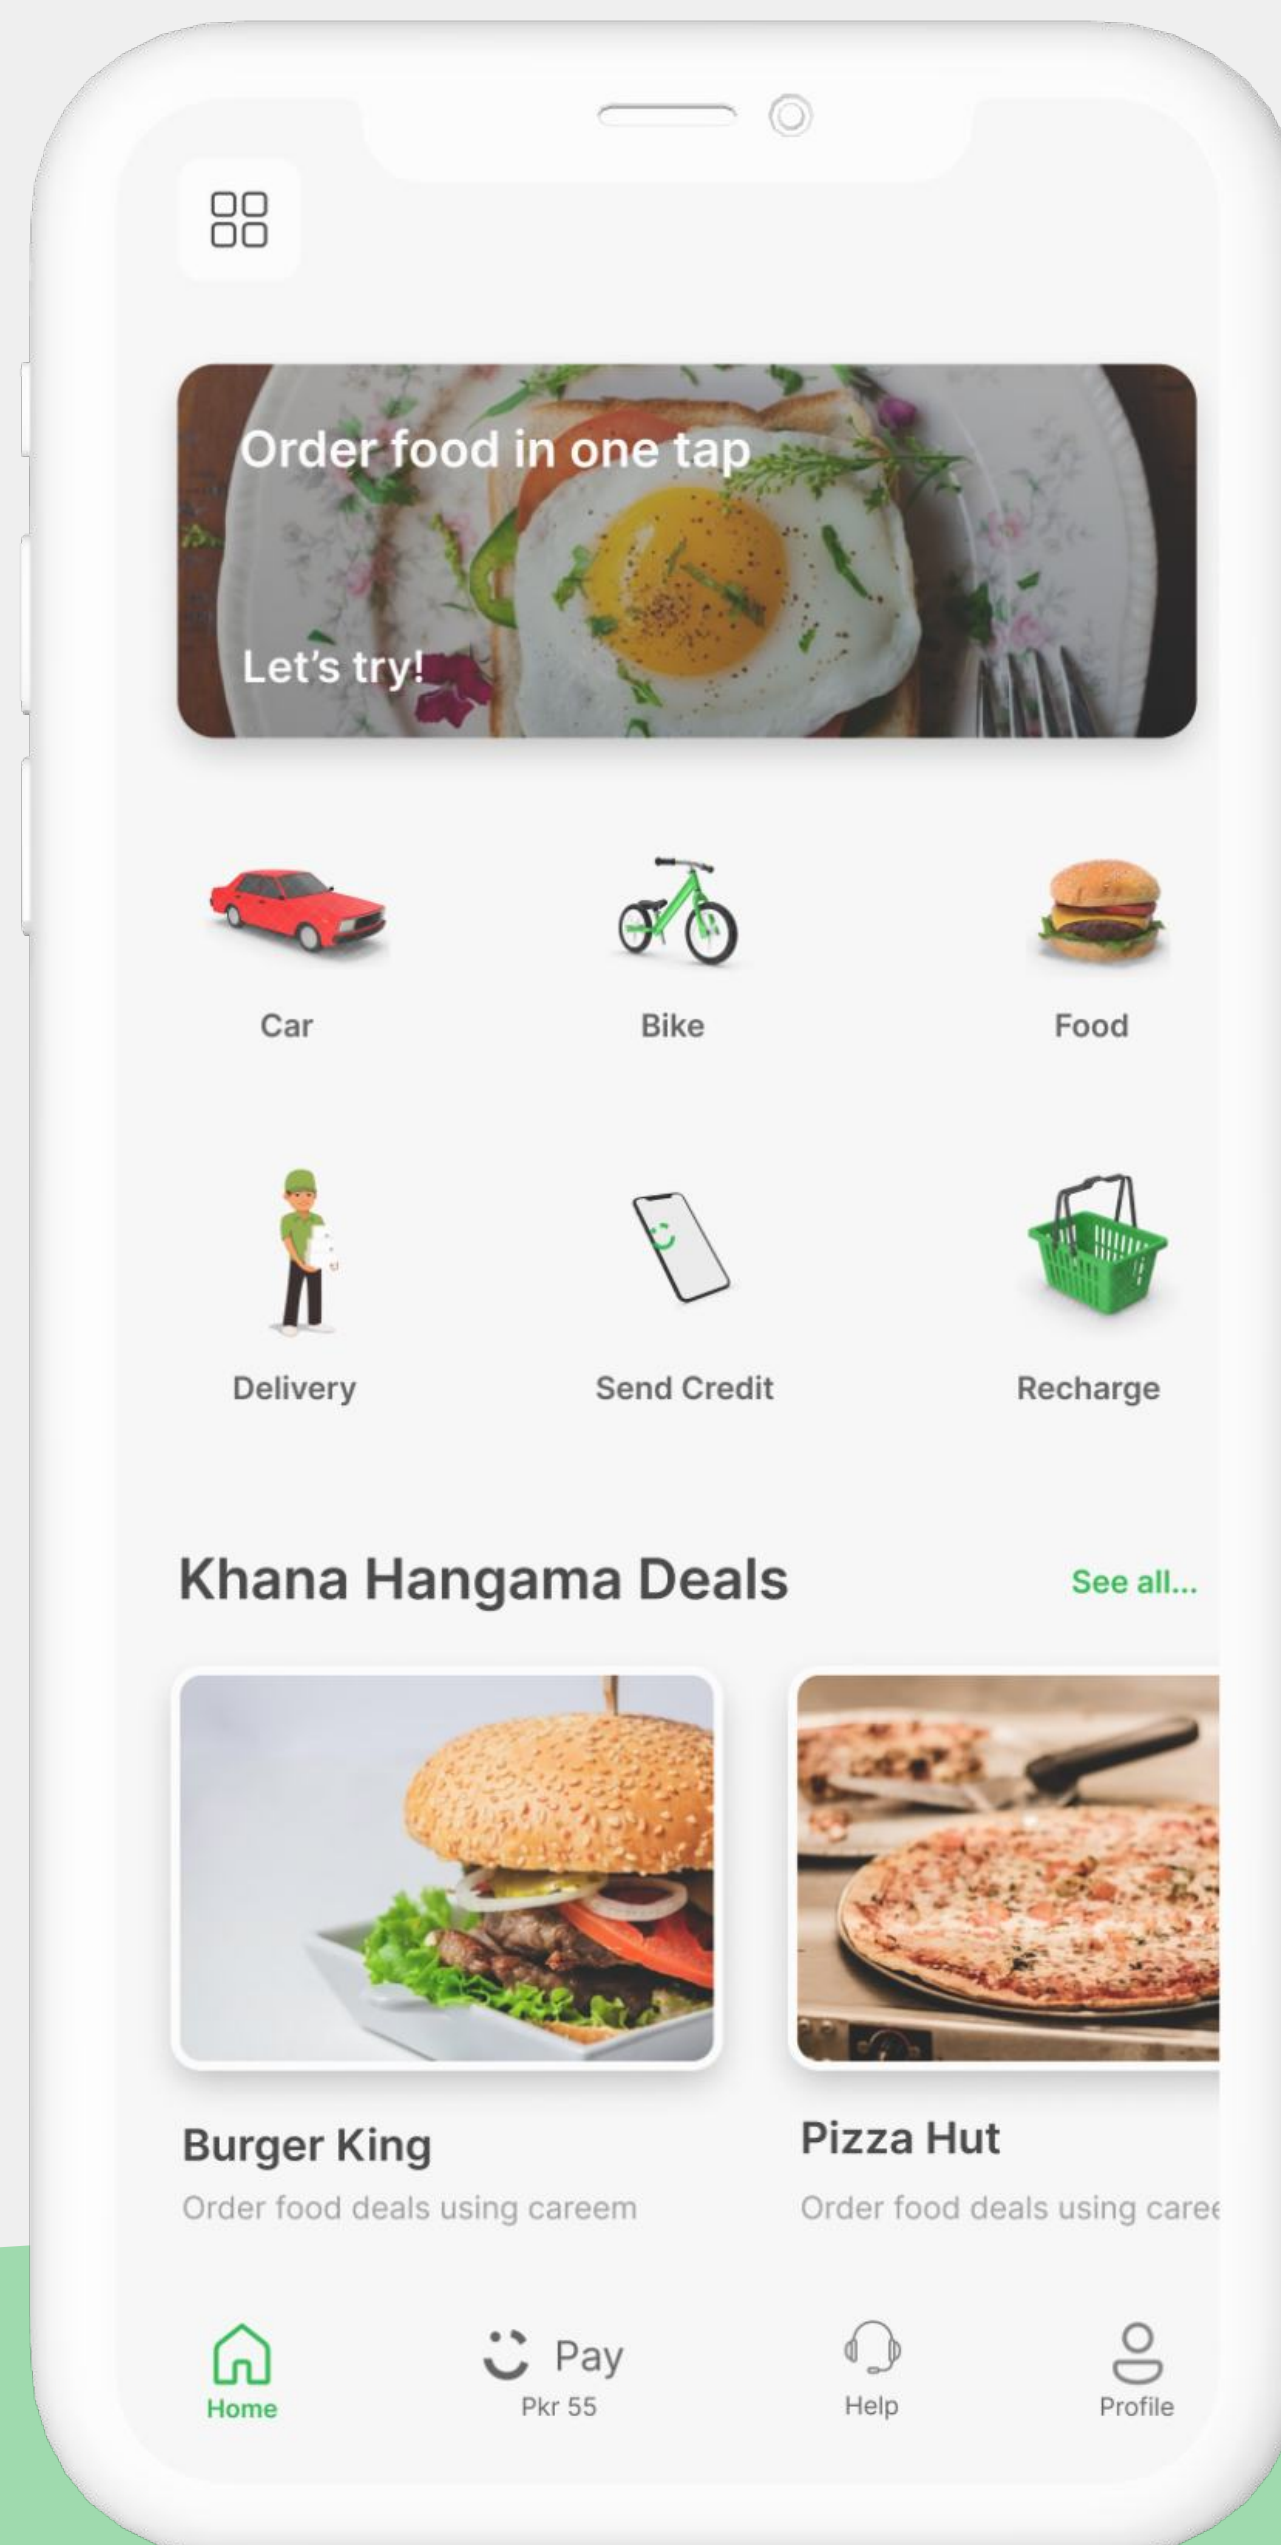 Order food in one tap
Let's try!
Car
Bike
Food
Delivery
Send Credit
Recharge
Khana Hangama Deals
See all...
Burger King
Pizza Hut
Order food deals using careem
Order food deals using caree
Home
Pay
Pkr 55
Help
Profile